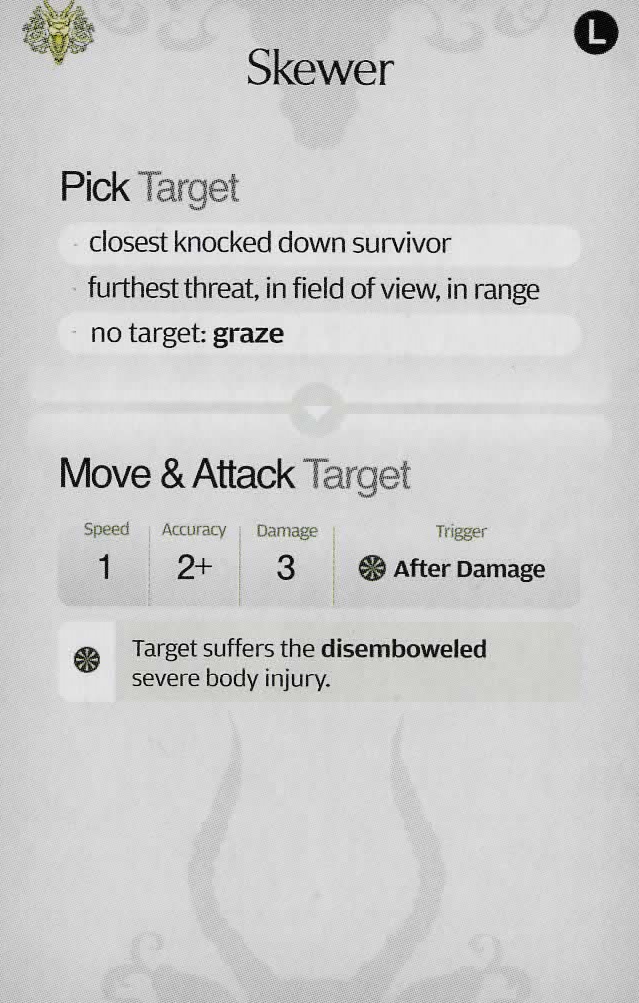 L
Skewer
Pick Target
closest knocked down survivor
furthest threat, in field of view, in range
no target: graze
Move & Attack Target
Speed Accuracy Damage Trigger
1 2+ 3 After Damage
Target suffers the disemboweled
severe body injury.